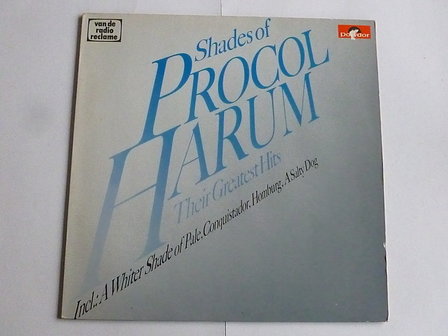 van de
radio
reclame
Polydor
Shades of
PROCOL
HARUM
Their Greatest Hits
Incl.: A Whiter Shade of Pale, Conquistador, Homburg, A Salty Dog